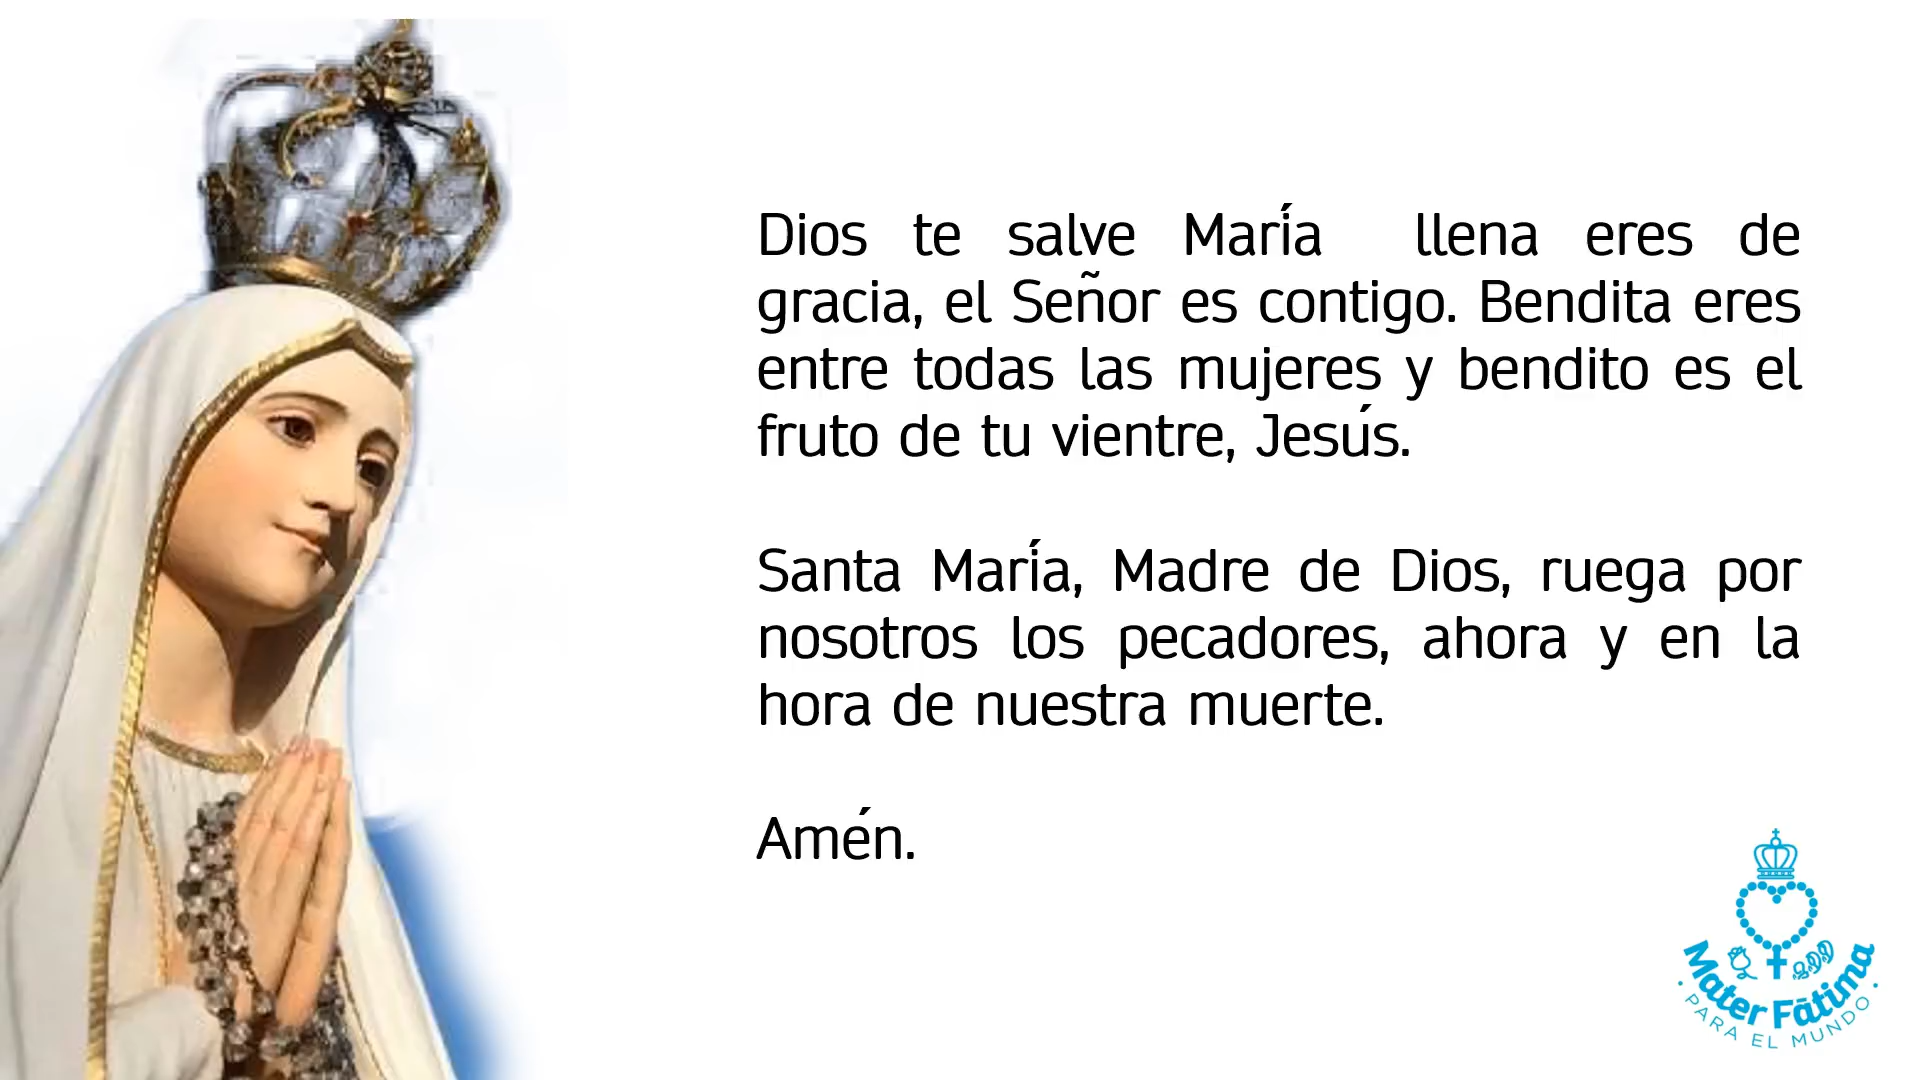 Dios te salve María llena eres de
gracia, el Señor es contigo. Bendita eres
entre todas las mujeres y bendito es el
fruto de tu vientre, Jesús.
Santa María, Madre de Dios, ruega por
nosotros los pecadores, ahora y en la
hora de nuestra muerte.
Amén.
Mater Fátima
· PARA EL MUNDO ·